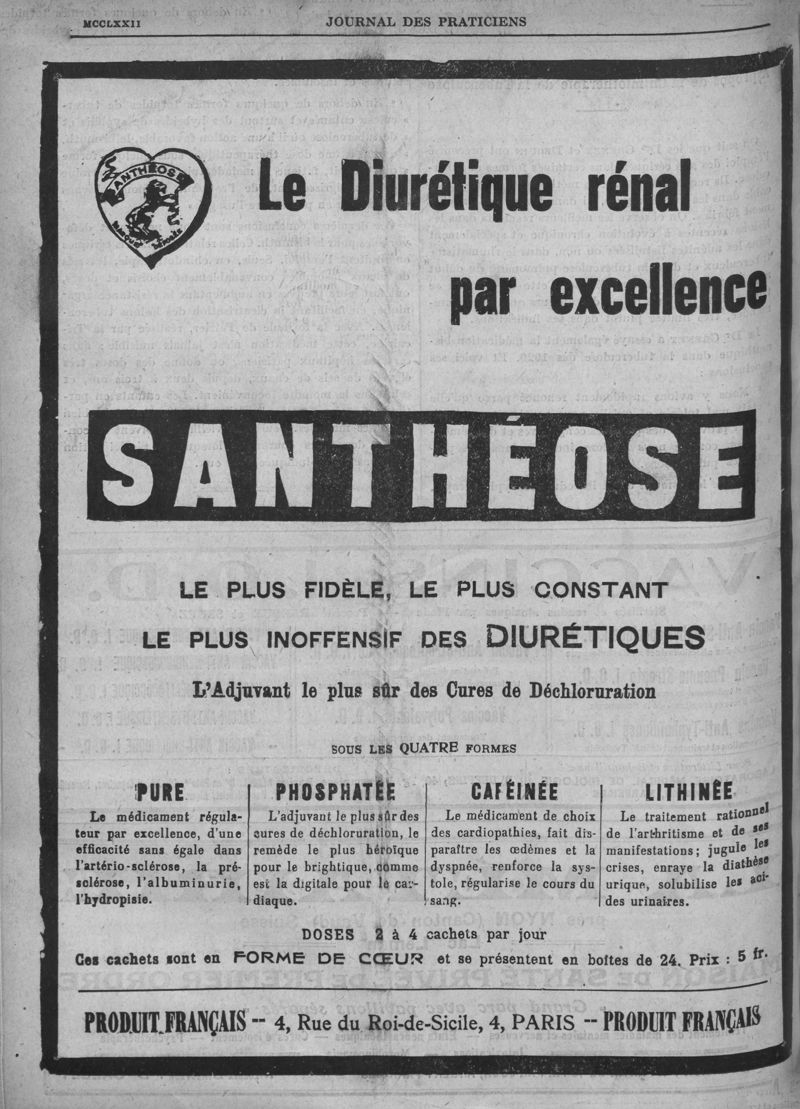 MCCLXXII
JOURNAL DES PRATICIENS
SANTHÉOSE
MARQUE DÉPOSÉE
Le Diurétique rénal
par excellence
SANTHÉOSE
LE PLUS FIDÈLE, LE PLUS CONSTANT
LE PLUS INOFFENSIF DES DIURÉTIQUES
L'Adjuvant le plus sûr des Cures de Déchloruration
SOUS LES QUATRE FORMES
PURE
Le médicament régula-
teur par excellence, d'une
efficacité sans égale dans
l'artério-sclérose, la pré-
sclérose, l'albuminurie,
l'hydropisie.
PHOSPHATÉE
L'adjuvant le plus sûr des
cures de déchloruration, le
remède le plus héroïque
pour le brightique, comme
est la digitale pour le car-
diaque.
CAFÉINÉE
Le médicament de choix
des cardiopathies, fait dis-
paraître les œdèmes et la
dyspnée, renforce la sys-
tole, régularise le cours du
sang.
LITHINÉE
Le traitement rationnel
de l'arthritisme et de ses
manifestations; jugule les
crises, enraye la diathèse
urique, solubilise les aci-
des urinaires.
DOSES 2 à 4 cachets par jour
Ces cachets sont en FORME DE CŒUR et se présentent en boîtes de 24. Prix : 5 fr.
PRODUIT FRANÇAIS -- 4, Rue du Roi-de-Sicile, 4, PARIS -- PRODUIT FRANÇAIS